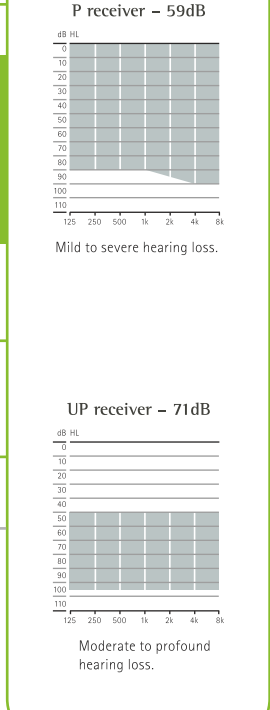 P receiver – 59dB
dB HL
0
10
20
30
40
50
60
70
80
90
100
110
125 250 500 1k 2k 4k 8k
Mild to severe hearing loss.
UP receiver – 71dB
dB HL
0
10
20
30
40
50
60
70
80
90
100
110
125 250 500 1k 2k 4k 8k
Moderate to profound
hearing loss.